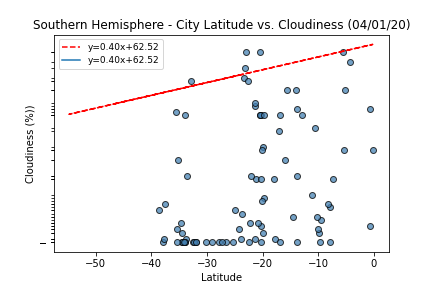 Southern Hemisphere - City Latitude vs. Cloudiness (04/01/20)
y=0.40x+62.52
y=0.40x+62.52
Cloudiness (%))
−50 −40 −30 −20 −10 0
Latitude